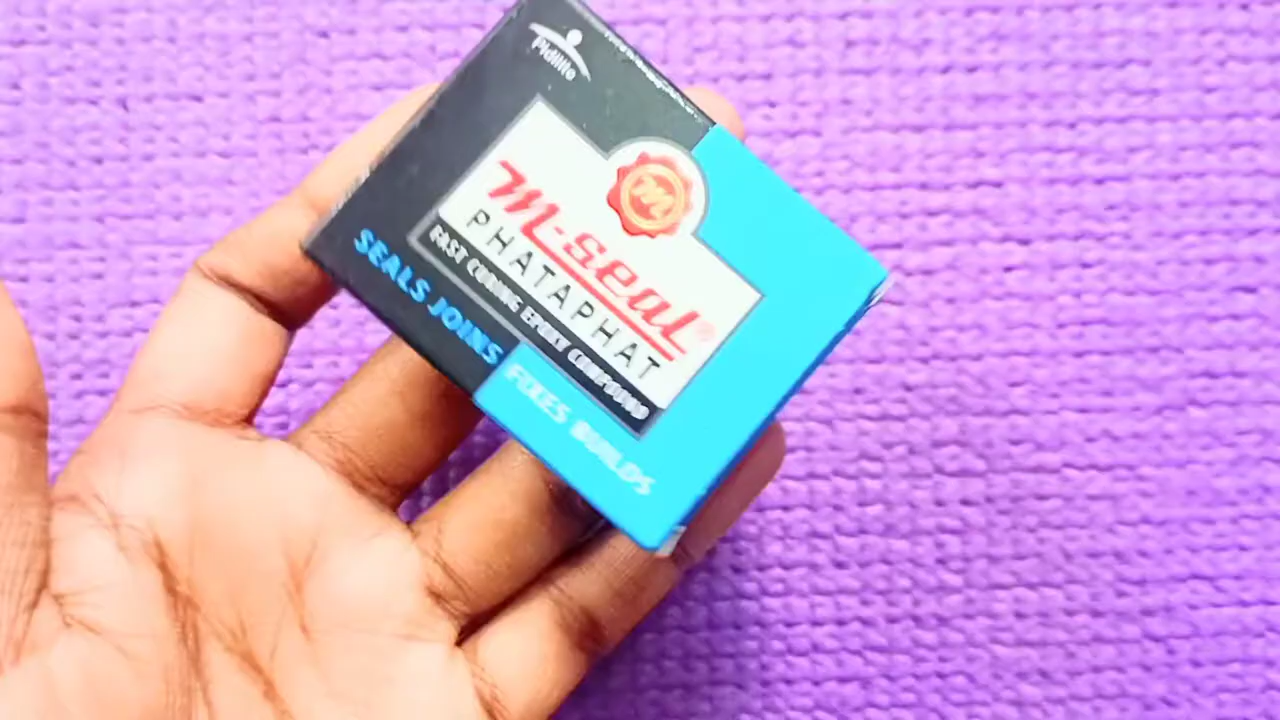 Pidilite
M
M-seal®
PHATAPHAT
FAST CURING EPOXY COMPOUND
SEALS JOINS
FIXES BUILDS